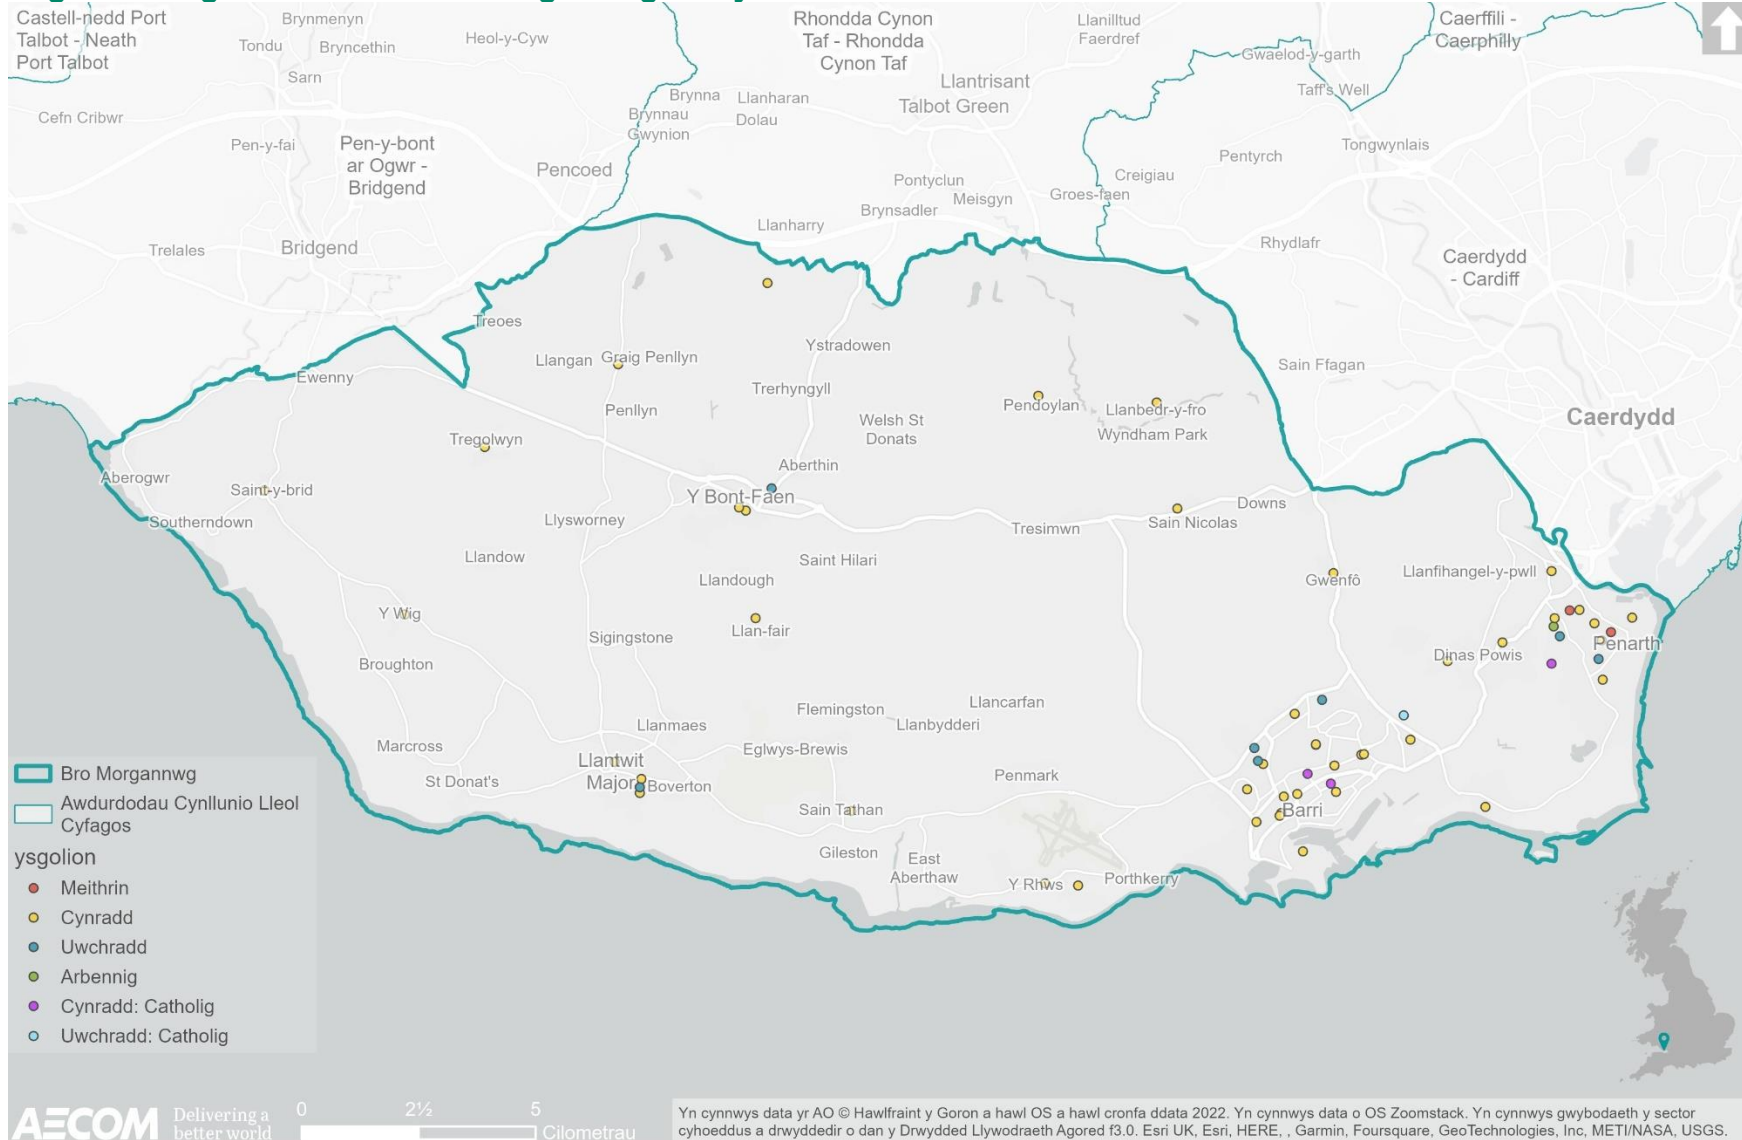 Castell-nedd Port
Talbot - Neath
Port Talbot
Brynmenyn
Tondu
Bryncethin
Heol-y-Cyw
Sarn
Rhondda Cynon
Taf - Rhondda
Cynon Taf
Llanilltud
Faerdref
Caerffili -
Caerphilly
Gwaelod-y-garth
Taff's Well
Llantrisant
Talbot Green
Brynna
Llanharan
Brynnau
Gwynion
Dolau
Cefn Cribwr
Pen-y-fai
Pen-y-bont
ar Ogwr -
Bridgend
Pencoed
Tongwynlais
Pentyrch
Creigiau
Pontyclun
Meisgyn
Groes-faen
Brynsadler
Llanharry
Trelales
Bridgend
Rhydlafr
Caerdydd
- Cardiff
Treoes
Ystradowen
Llangan
Graig Penllyn
Sain Ffagan
Ewenny
Trerhyngyll
Penllyn
Pendoylan
Llanbedr-y-fro
Welsh St
Donats
Wyndham Park
Caerdydd
Tregolwyn
Aberthin
Aberogwr
Saint-y-brid
Y Bont-Faen
Downs
Southerndown
Llysworney
Tresimwn
Sain Nicolas
Llandow
Saint Hilari
Llandough
Gwenfô
Llanfihangel-y-pwll
Y Wig
Llan-fair
Sigingstone
Penarth
Dinas Powis
Broughton
Flemingston
Llancarfan
Llanbydderi
Llanmaes
Marcross
Eglwys-Brewis
Llantwit
Major
St Donat's
Boverton
Penmark
Sain Tathan
Barri
Gileston
East
Aberthaw
Y Rhws
Porthkerry
Bro Morgannwg
Awdurdodau Cynllunio Lleol
Cyfagos
ysgolion
Meithrin
Cynradd
Uwchradd
Arbennig
Cynradd: Catholig
Uwchradd: Catholig
AECOM
Delivering a
better world
0 2½ 5
Cilometrau
Yn cynnwys data yr AO © Hawlfraint y Goron a hawl OS a hawl cronfa ddata 2022. Yn cynnwys data o OS Zoomstack. Yn cynnwys gwybodaeth y sector
cyhoeddus a drwyddedir o dan y Drwydded Llywodraeth Agored f3.0. Esri UK, Esri, HERE, , Garmin, Foursquare, GeoTechnologies, Inc, METI/NASA, USGS.